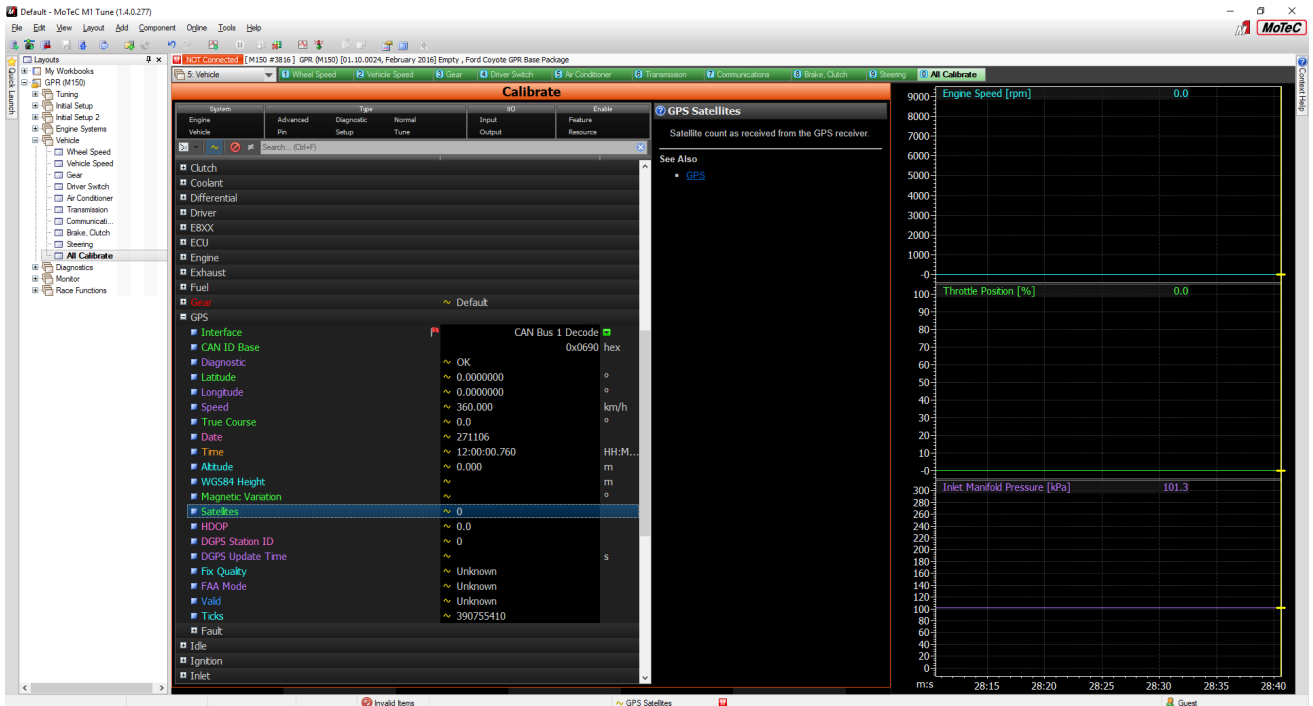 Default - MoTeC M1 Tune (1.4.0.277)
File Edit View Layout Add Component Online Tools Help
MoTeC
Quick Launch
Layouts
My Workbooks
GPR (M150)
Tuning
Initial Setup
Initial Setup 2
Engine Systems
Vehicle
Wheel Speed
Vehicle Speed
Gear
Driver Switch
Air Conditioner
Transmission
Communicati...
Brake, Clutch
Steering
All Calibrate
Diagnostics
Monitor
Race Functions
NOT Connected [M150 #3816] GPR (M150) [01.10.0024, February 2016] Empty , Ford Coyote GPR Base Package
5: Vehicle 1 Wheel Speed 2 Vehicle Speed 3 Gear 4 Driver Switch 5 Air Conditioner 6 Transmission 7 Communications 8 Brake, Clutch 9 Steering 0 All Calibrate
Calibrate
System Type I/O Enable
Engine Advanced Diagnostic Normal Input Feature
Vehicle Pin Setup Tune Output Resource
Search... (Ctrl+F)
Clutch
Coolant
Differential
Driver
E8XX
ECU
Engine
Exhaust
Fuel
Gear Default
GPS
Interface CAN Bus 1 Decode
CAN ID Base 0x0690 hex
Diagnostic OK
Latitude 0.0000000 °
Longitude 0.0000000 °
Speed 360.000 km/h
True Course 0.0 °
Date 271106
Time 12:00:00.760 HH:M...
Altitude 0.000 m
WGS84 Height m
Magnetic Variation °
Satellites 0
HDOP 0.0
DGPS Station ID 0
DGPS Update Time s
Fix Quality Unknown
FAA Mode Unknown
Valid Unknown
Ticks 390755410
Fault
Idle
Ignition
Inlet
GPS Satellites
Satellite count as received from the GPS receiver.
See Also
GPS
Engine Speed [rpm] 0.0
9000
8000
7000
6000
5000
4000
3000
2000
1000
-0
Throttle Position [%] 0.0
100
90
80
70
60
50
40
30
20
10
-0
Inlet Manifold Pressure [kPa] 101.3
300
280
260
240
220
200
180
160
140
120
100
80
60
40
20
0
m:s 28:15 28:20 28:25 28:30 28:35 28:40
Context Help
Invalid Items
GPS Satellites
Guest